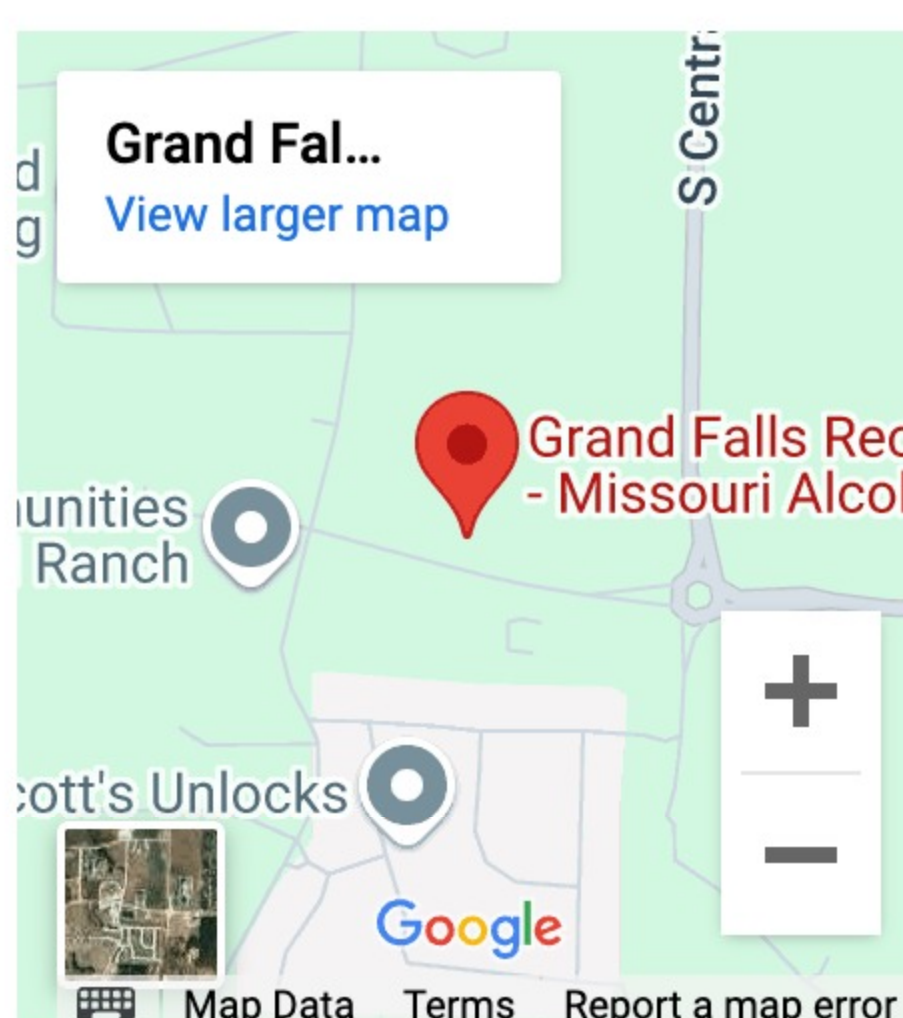 S Centr
Grand Fal...
View larger map
d
g
Grand Falls Rec
- Missouri Alcoh
unities
Ranch
cott's Unlocks
Google
Map Data Terms Report a map error